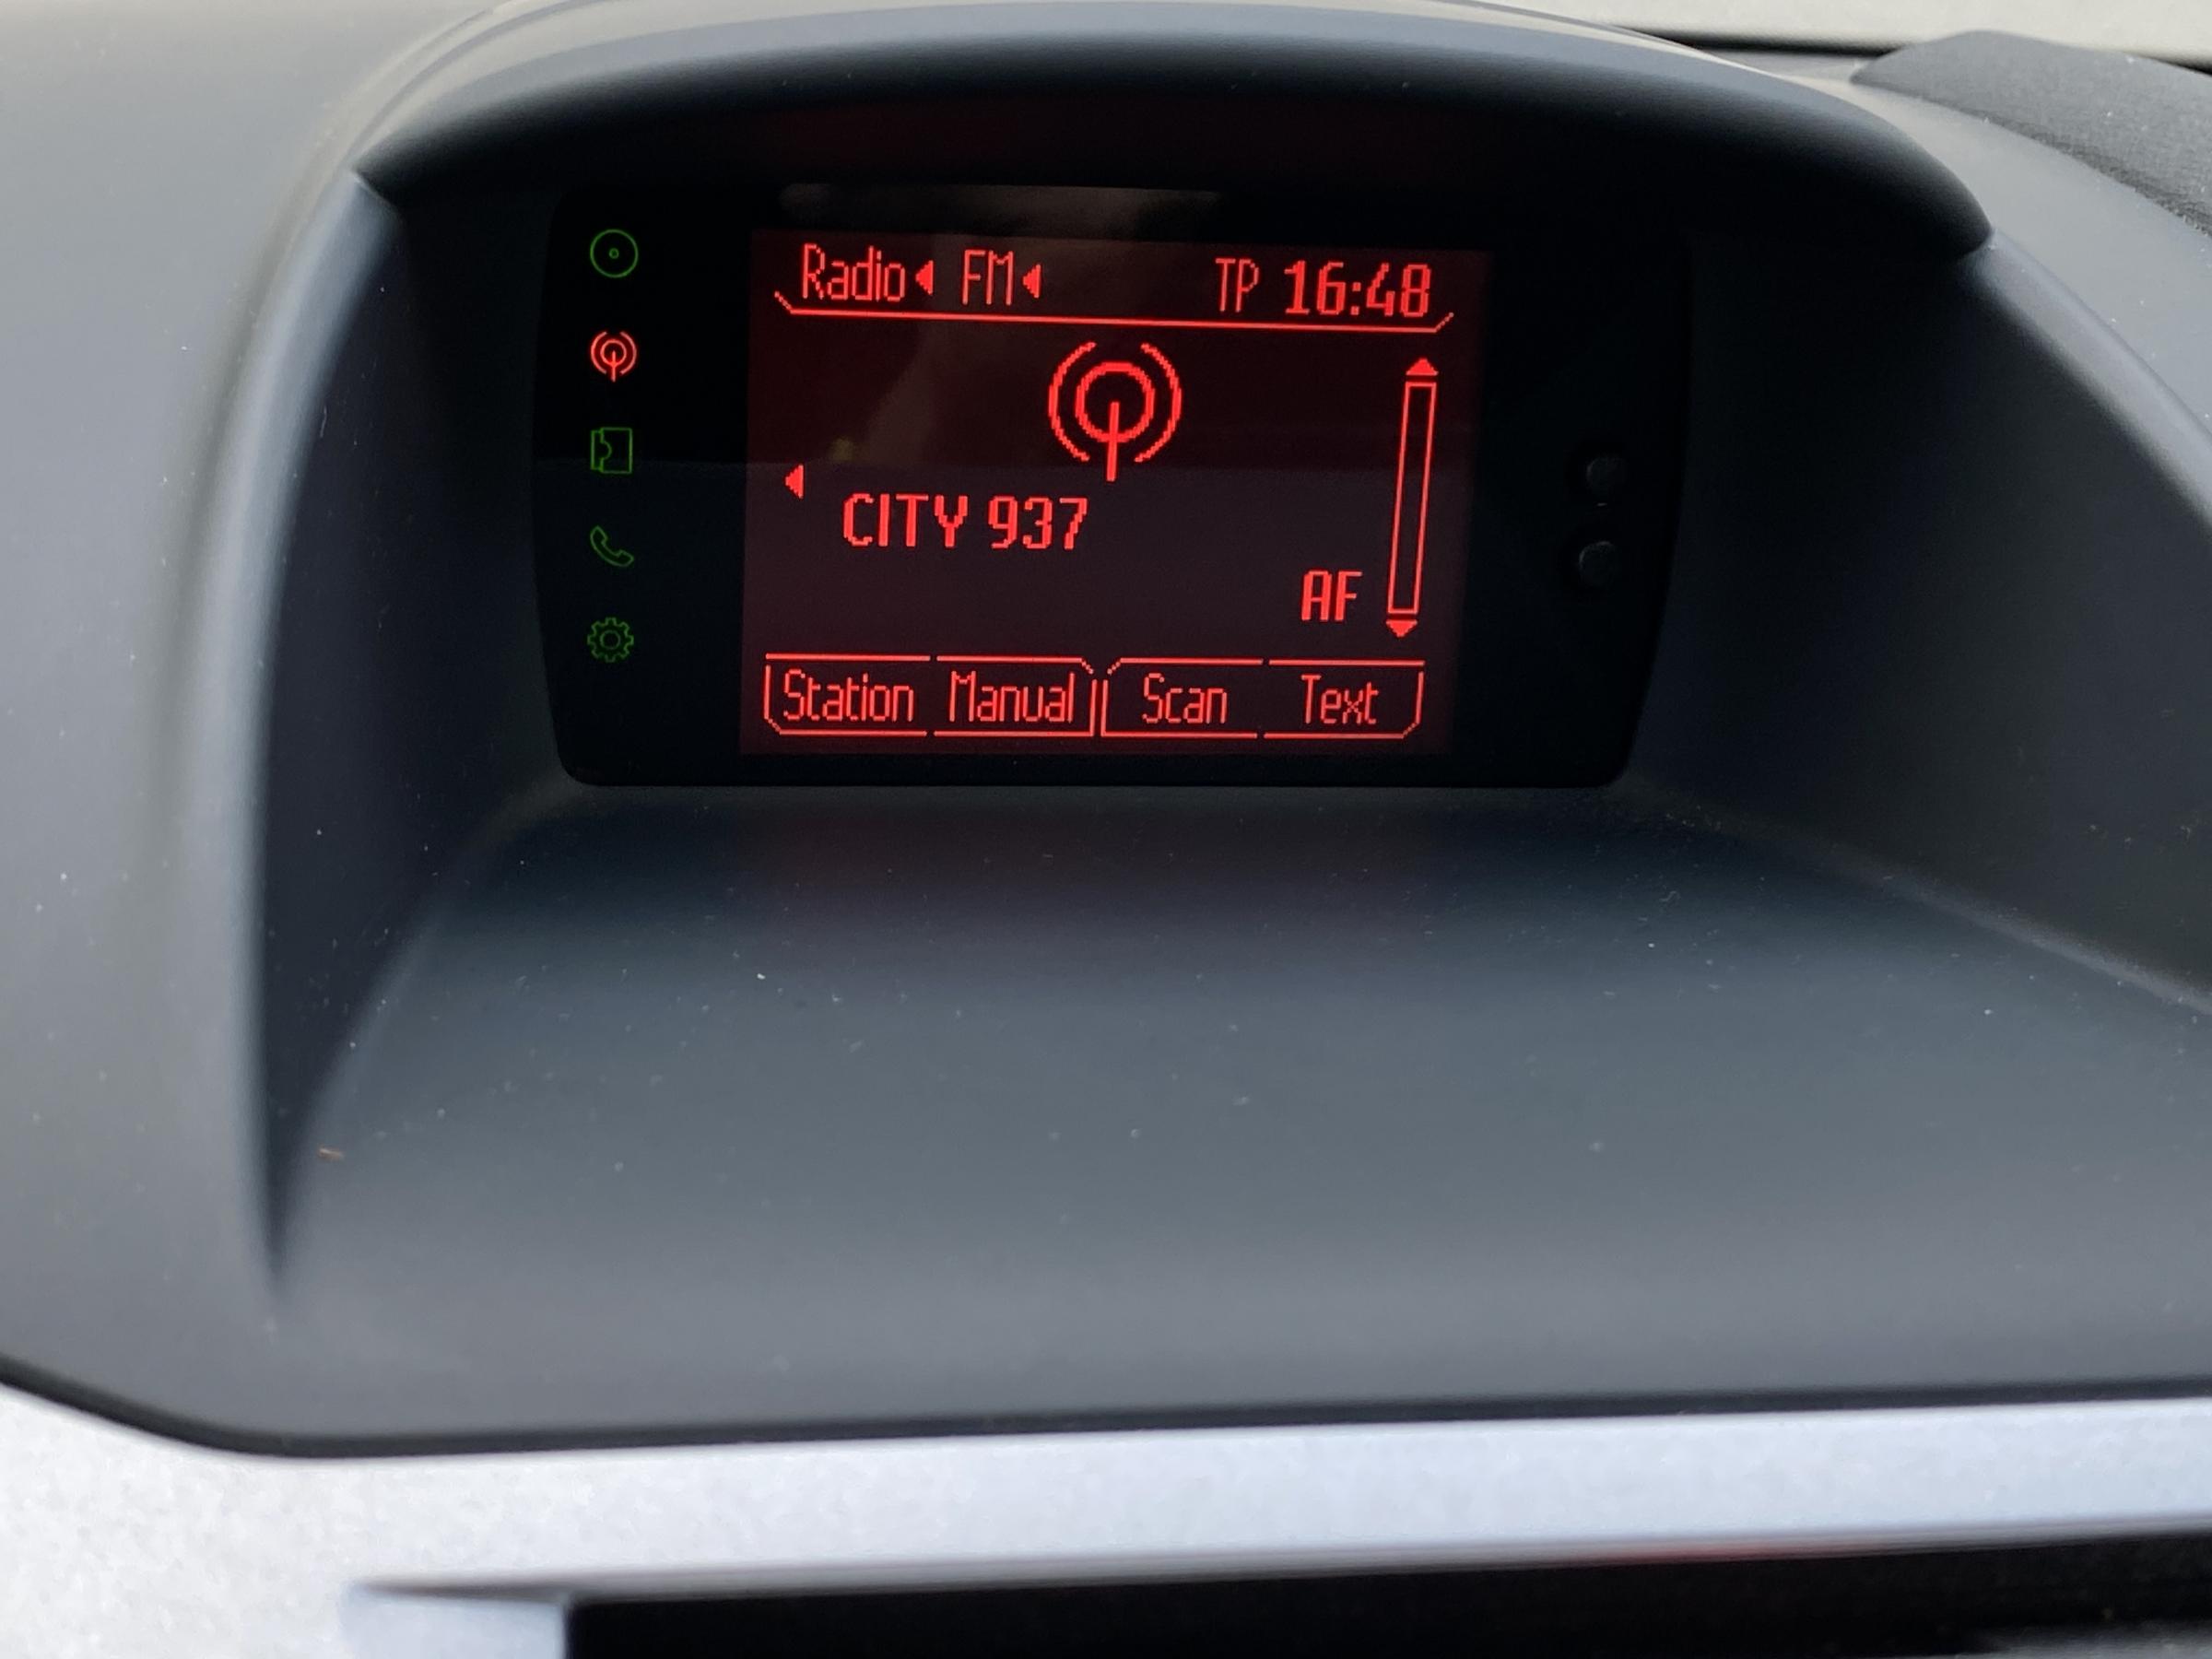 Radio FM TP 16:48
CITY 937
AF
Station Manual Scan Text